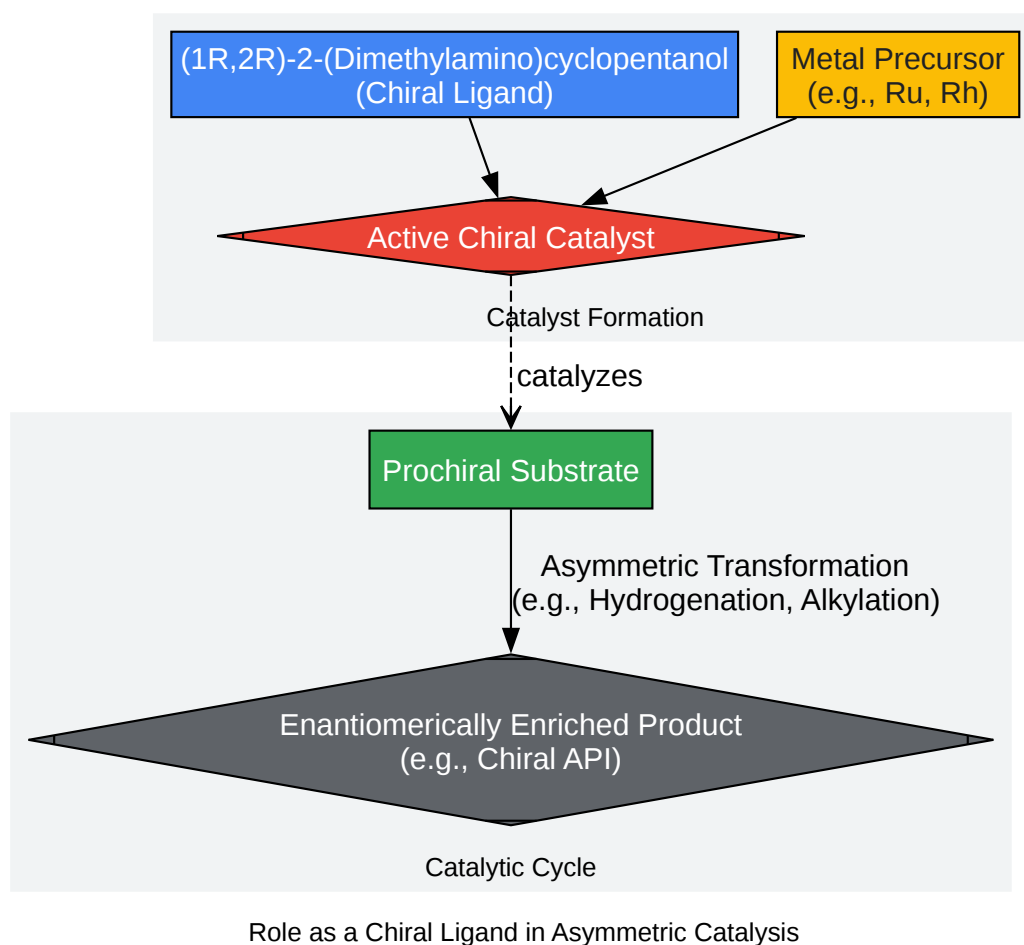 (1R,2R)-2-(Dimethylamino)cyclopentanol
(Chiral Ligand)
Metal Precursor
(e.g., Ru, Rh)
Active Chiral Catalyst
Catalyst Formation
catalyzes
Prochiral Substrate
Asymmetric Transformation
(e.g., Hydrogenation, Alkylation)
Enantiomerically Enriched Product
(e.g., Chiral API)
Catalytic Cycle
Role as a Chiral Ligand in Asymmetric Catalysis